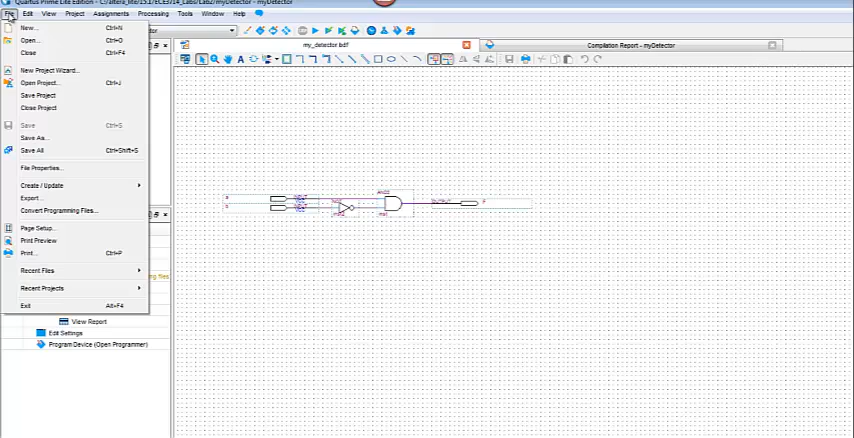 Quartus Prime Lite Edition - C:/altera_lite/15.1/ECE3714_Labs/Lab2/myDetector - myDetector
File Edit View Project Assignments Processing Tools Window Help
New... Ctrl+N
Open... Ctrl+O
Close Ctrl+F4
New Project Wizard...
Open Project... Ctrl+J
Save Project
Close Project
Save Ctrl+S
Save As...
Save All Ctrl+Shift+S
File Properties...
Create / Update
Export...
Convert Programming Files...
Page Setup...
Print Preview
Print... Ctrl+P
Recent Files
Recent Projects
Exit Alt+F4
ng files
View Report
Edit Settings
Program Device (Open Programmer)
my_detector.bdf
Compilation Report - myDetector
AND2
F